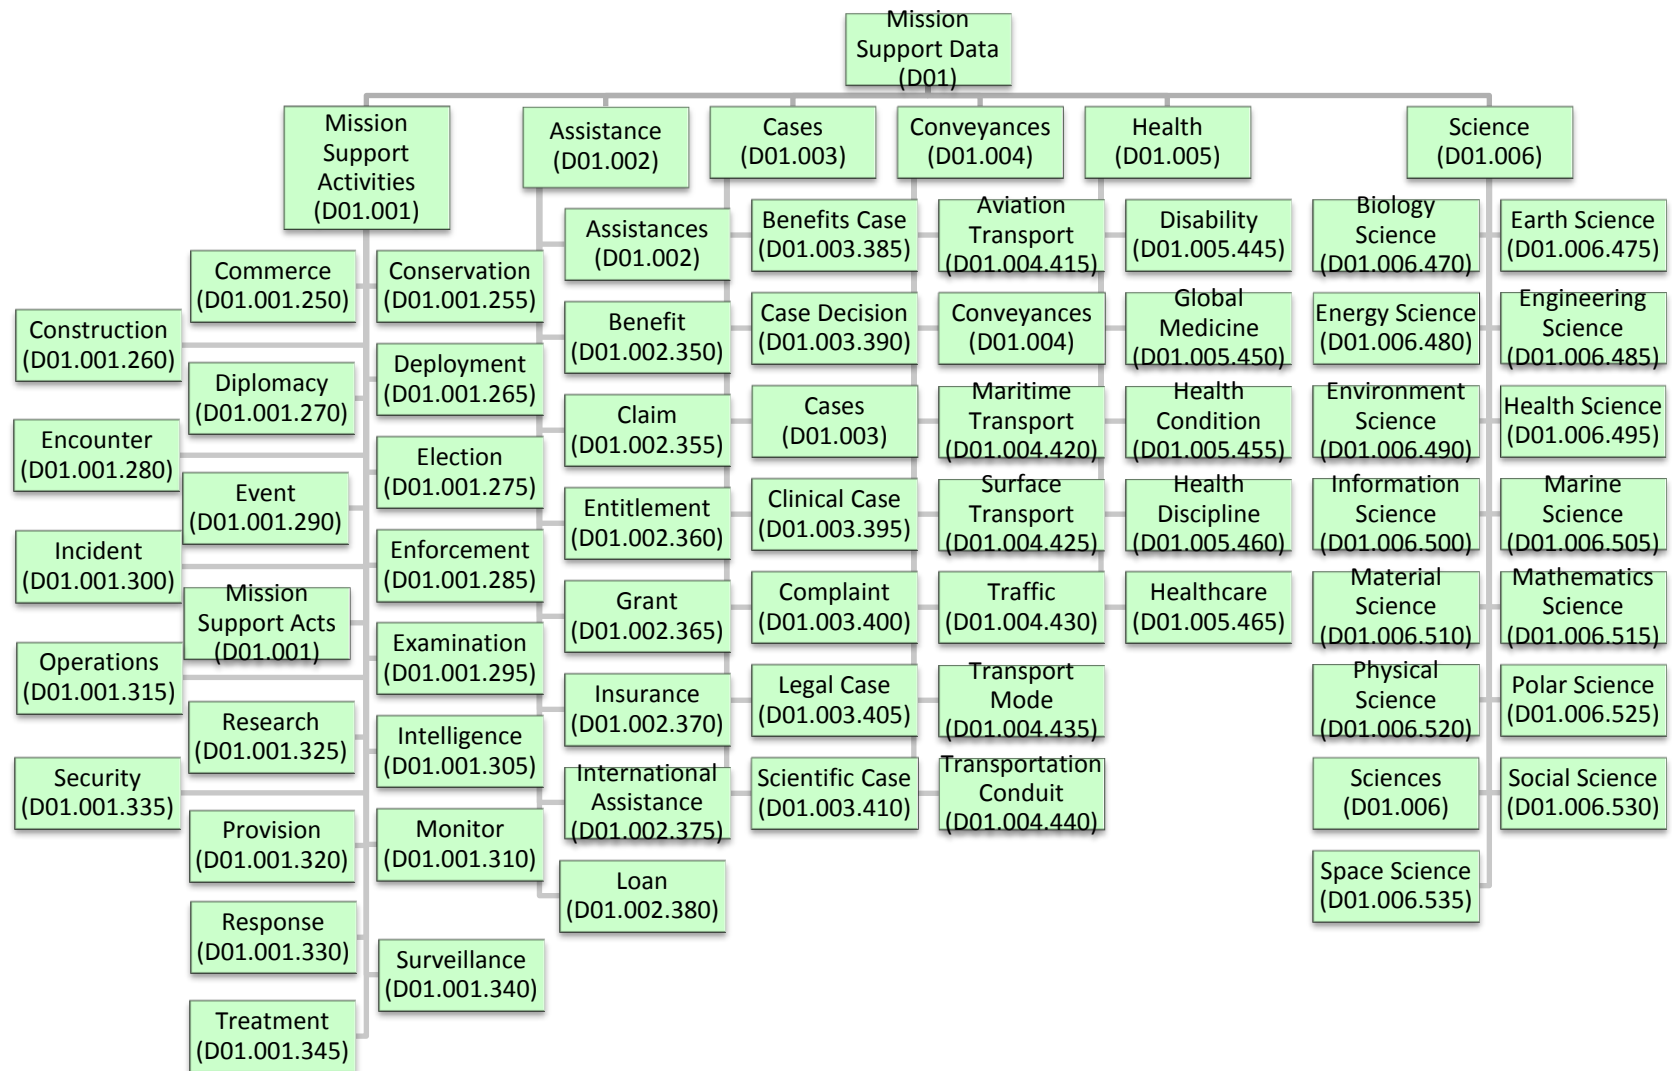 Mission
Support Data
(D01)
Mission
Support
Activities
(D01.001)
Commerce
(D01.001.250)
Conservation
(D01.001.255)
Construction
(D01.001.260)
Deployment
(D01.001.265)
Diplomacy
(D01.001.270)
Election
(D01.001.275)
Encounter
(D01.001.280)
Enforcement
(D01.001.285)
Event
(D01.001.290)
Examination
(D01.001.295)
Incident
(D01.001.300)
Intelligence
(D01.001.305)
Mission
Support Acts
(D01.001)
Monitor
(D01.001.310)
Operations
(D01.001.315)
Provision
(D01.001.320)
Research
(D01.001.325)
Response
(D01.001.330)
Security
(D01.001.335)
Surveillance
(D01.001.340)
Treatment
(D01.001.345)
Assistance
(D01.002)
Assistances
(D01.002)
Benefit
(D01.002.350)
Claim
(D01.002.355)
Entitlement
(D01.002.360)
Grant
(D01.002.365)
Insurance
(D01.002.370)
International
Assistance
(D01.002.375)
Loan
(D01.002.380)
Cases
(D01.003)
Benefits Case
(D01.003.385)
Case Decision
(D01.003.390)
Cases
(D01.003)
Clinical Case
(D01.003.395)
Complaint
(D01.003.400)
Legal Case
(D01.003.405)
Scientific Case
(D01.003.410)
Conveyances
(D01.004)
Aviation
Transport
(D01.004.415)
Conveyances
(D01.004)
Maritime
Transport
(D01.004.420)
Surface
Transport
(D01.004.425)
Traffic
(D01.004.430)
Transport
Mode
(D01.004.435)
Transportation
Conduit
(D01.004.440)
Health
(D01.005)
Disability
(D01.005.445)
Global
Medicine
(D01.005.450)
Health
Condition
(D01.005.455)
Health
Discipline
(D01.005.460)
Healthcare
(D01.005.465)
Science
(D01.006)
Biology
Science
(D01.006.470)
Earth Science
(D01.006.475)
Energy Science
(D01.006.480)
Engineering
Science
(D01.006.485)
Environment
Science
(D01.006.490)
Health Science
(D01.006.495)
Information
Science
(D01.006.500)
Marine
Science
(D01.006.505)
Material
Science
(D01.006.510)
Mathematics
Science
(D01.006.515)
Physical
Science
(D01.006.520)
Polar Science
(D01.006.525)
Sciences
(D01.006)
Social Science
(D01.006.530)
Space Science
(D01.006.535)